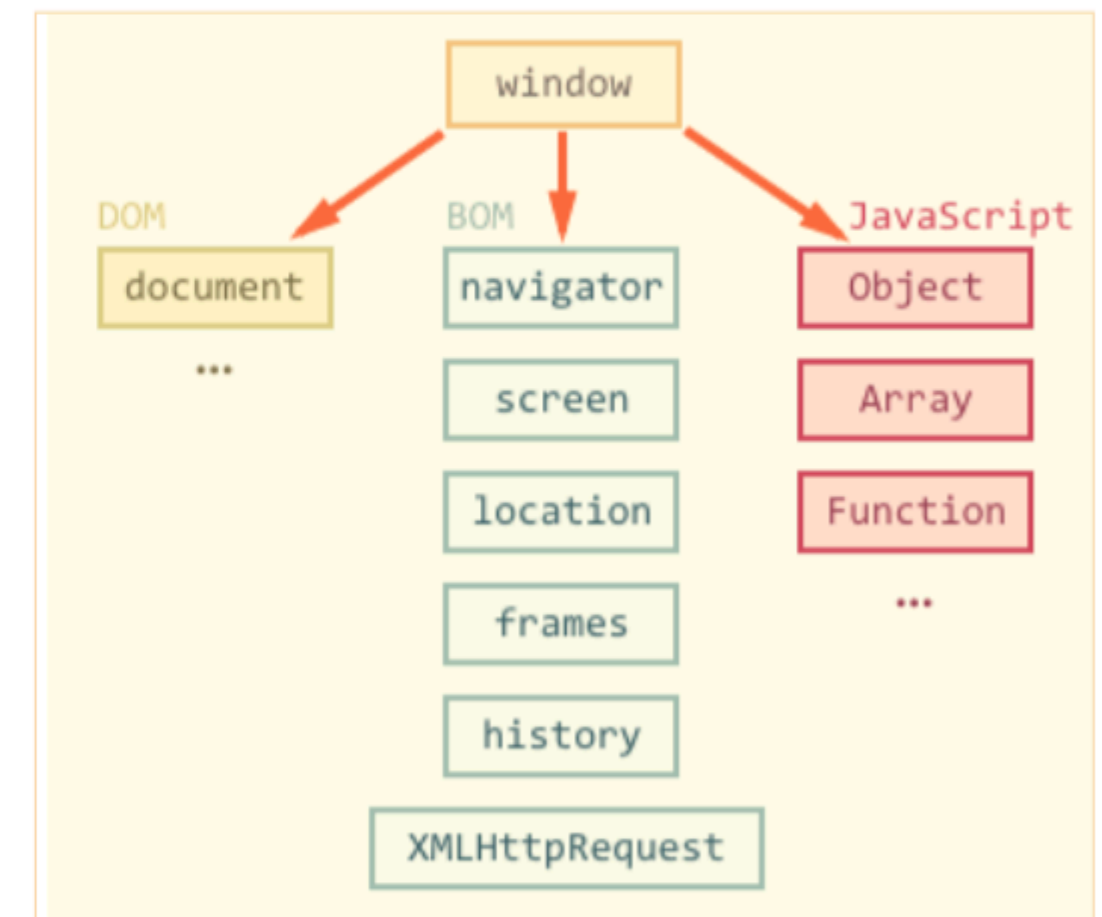 window
DOM
BOM
JavaScript
document
navigator
Object
...
screen
Array
location
Function
frames
...
history
XMLHttpRequest